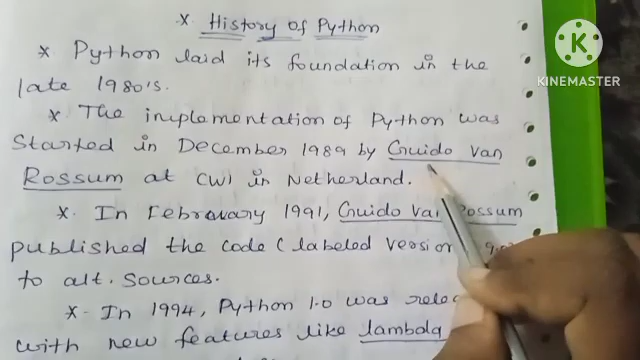 * History of Python
* Python laid its foundation in the
late 1980's.
* The implementation of Python was
Started in December 1989 by Guido Van
Rossum at CWI in Netherland.
* In February 1991, Guido Van Rossum
published the code (labeled version
to alt. Sources.
* In 1994, Python 1.0 was
with new features like lambda
KINEMASTER